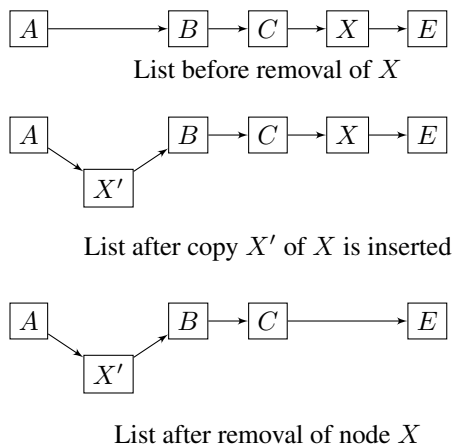 A B C X E
List before removal of X
A B C X E
X′
List after copy X′ of X is inserted
A B C E
X′
List after removal of node X